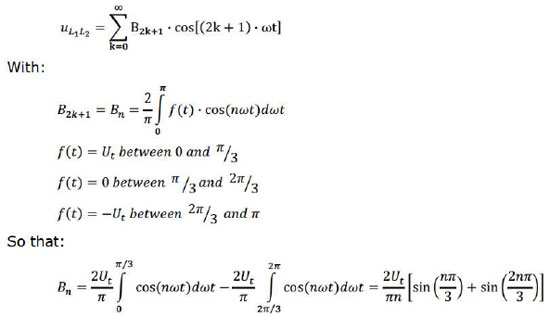 u_{L₁L₂} = ∑_{k=0}^{∞} B_{2k+1} · cos[(2k + 1) · ωt]
With:
B_{2k+1} = B_n = 2/π ∫_0^π f(t) · cos(nωt)dωt
f(t) = U_t between 0 and π/3
f(t) = 0 between π/3 and 2π/3
f(t) = −U_t between 2π/3 and π
So that:
B_n = 2U_t/π ∫_0^{π/3} cos(nωt)dωt − 2U_t/π ∫_{2π/3}^{2π} cos(nωt)dωt = 2U_t/πn [sin(nπ/3) + sin(2nπ/3)]